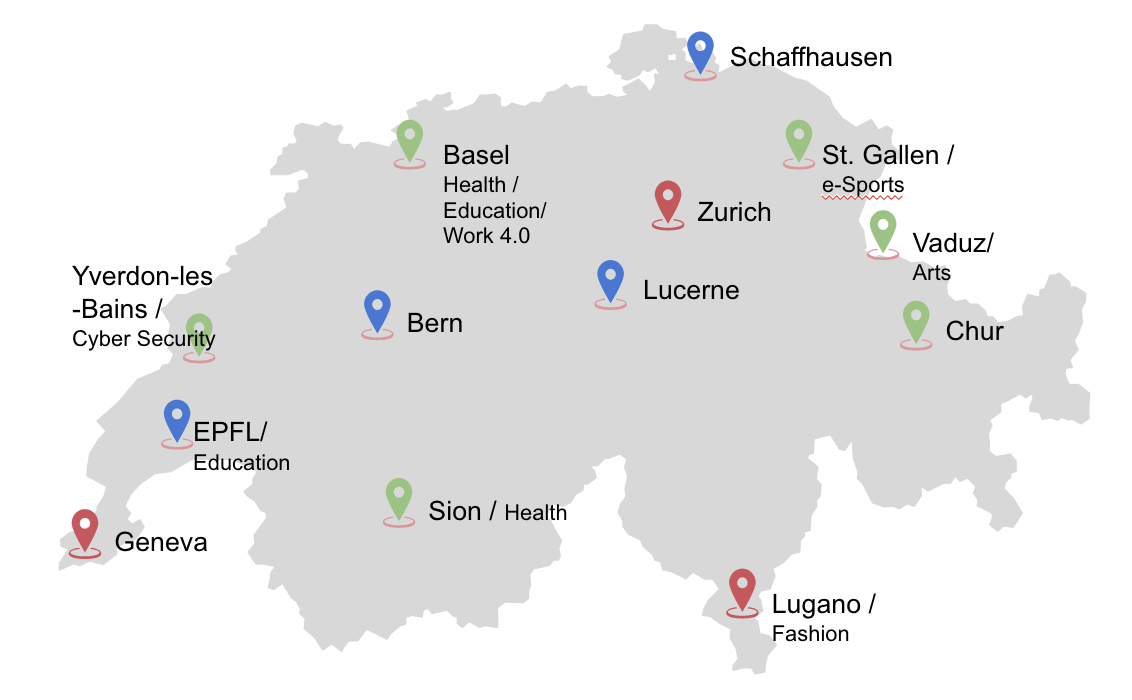 Schaffhausen
Basel
Health /
Education/
Work 4.0
St. Gallen /
e-Sports
Zurich
Vaduz/
Arts
Yverdon-les
-Bains /
Cyber Security
Lucerne
Bern
Chur
EPFL/
Education
Sion / Health
Geneva
Lugano /
Fashion